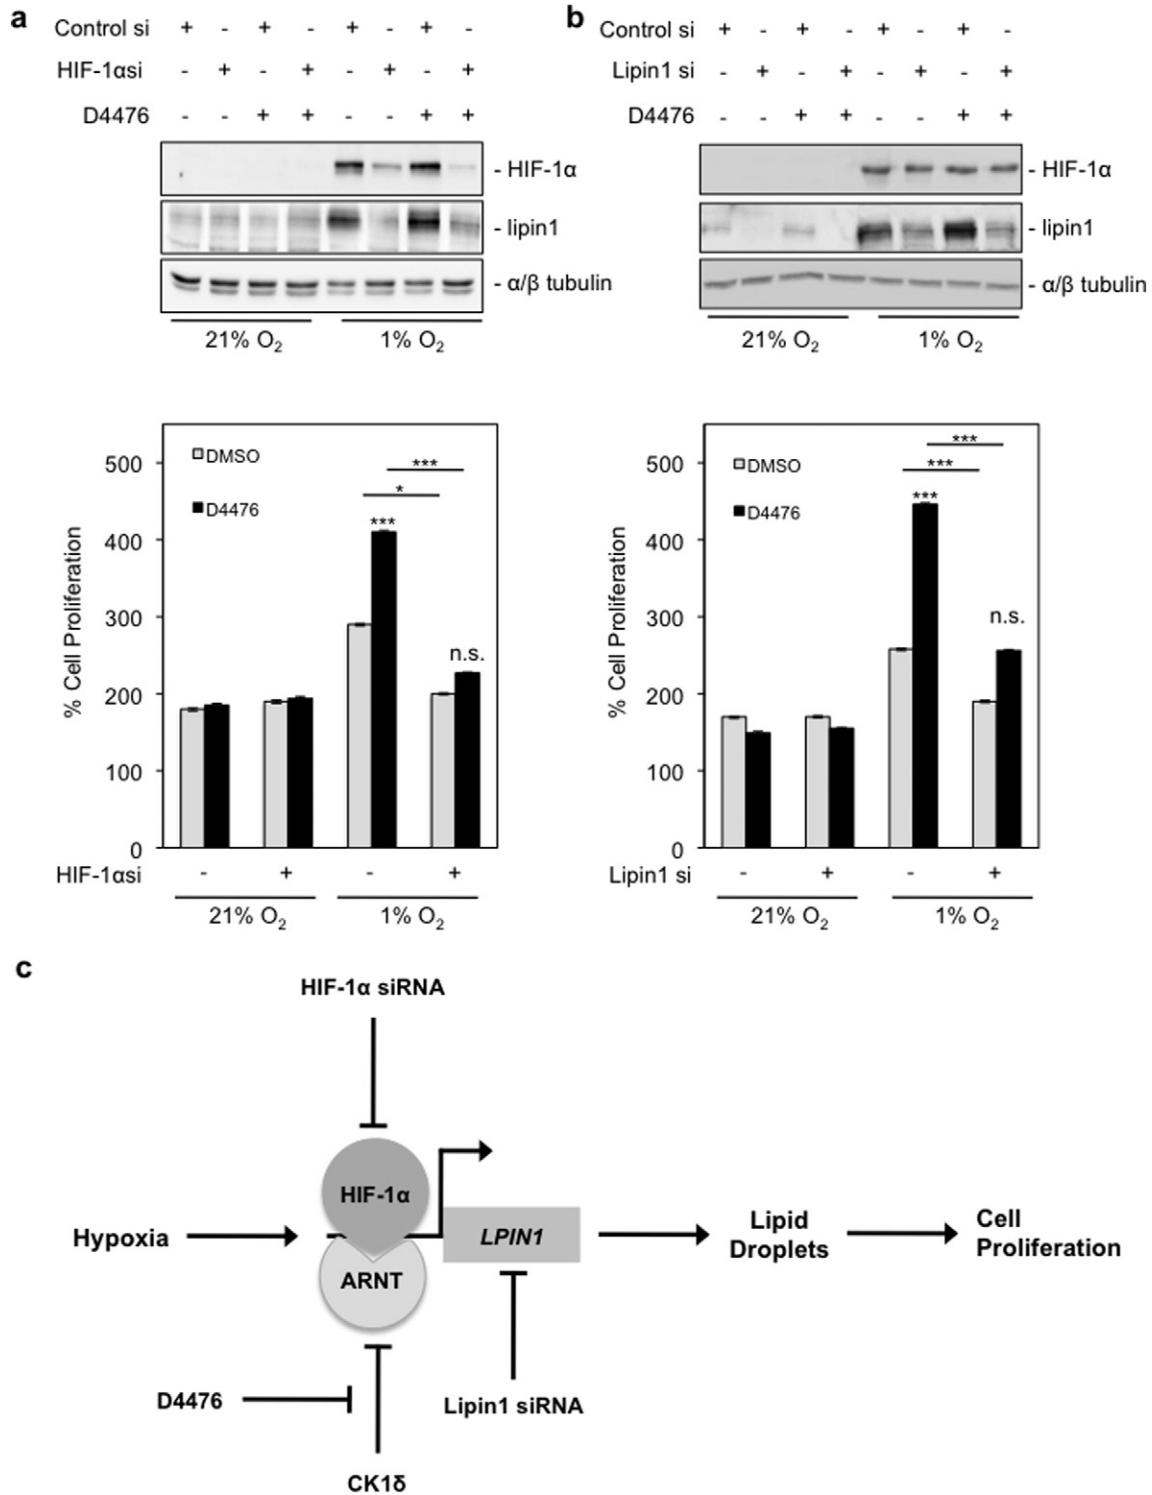 a
Control si + - + - + - + -
HIF-1αsi - + - + - + - +
D4476 - - + + - - + +
- HIF-1α
- lipin1
- α/β tubulin
21% O2 1% O2
b
Control si + - + - + - + -
Lipin1 si - + - + - + - +
D4476 - - + + - - + +
- HIF-1α
- lipin1
- α/β tubulin
21% O2 1% O2
% Cell Proliferation
500
400
300
200
100
0
DMSO
D4476
***
*
***
n.s.
HIF-1αsi - + - +
21% O2 1% O2
% Cell Proliferation
500
400
300
200
100
0
DMSO
D4476
***
***
***
n.s.
Lipin1 si - + - +
21% O2 1% O2
c
HIF-1α siRNA
HIF-1α
Hypoxia
ARNT
LPIN1
Lipid
Droplets
Cell
Proliferation
D4476
Lipin1 siRNA
CK1δ